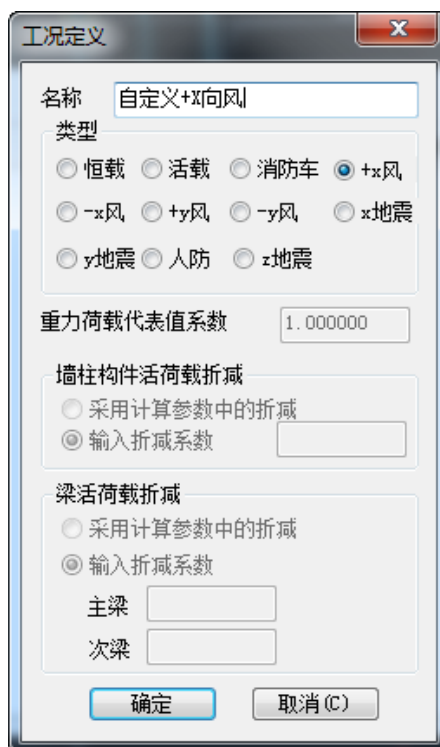 工况定义
名称 自定义+X向风
类型
恒载 活载 消防车 +x风
-x风 +y风 -y风 x地震
y地震 人防 z地震
重力荷载代表值系数 1.000000
墙柱构件活荷载折减
采用计算参数中的折减
输入折减系数
梁活荷载折减
采用计算参数中的折减
输入折减系数
主梁
次梁
确定 取消(C)